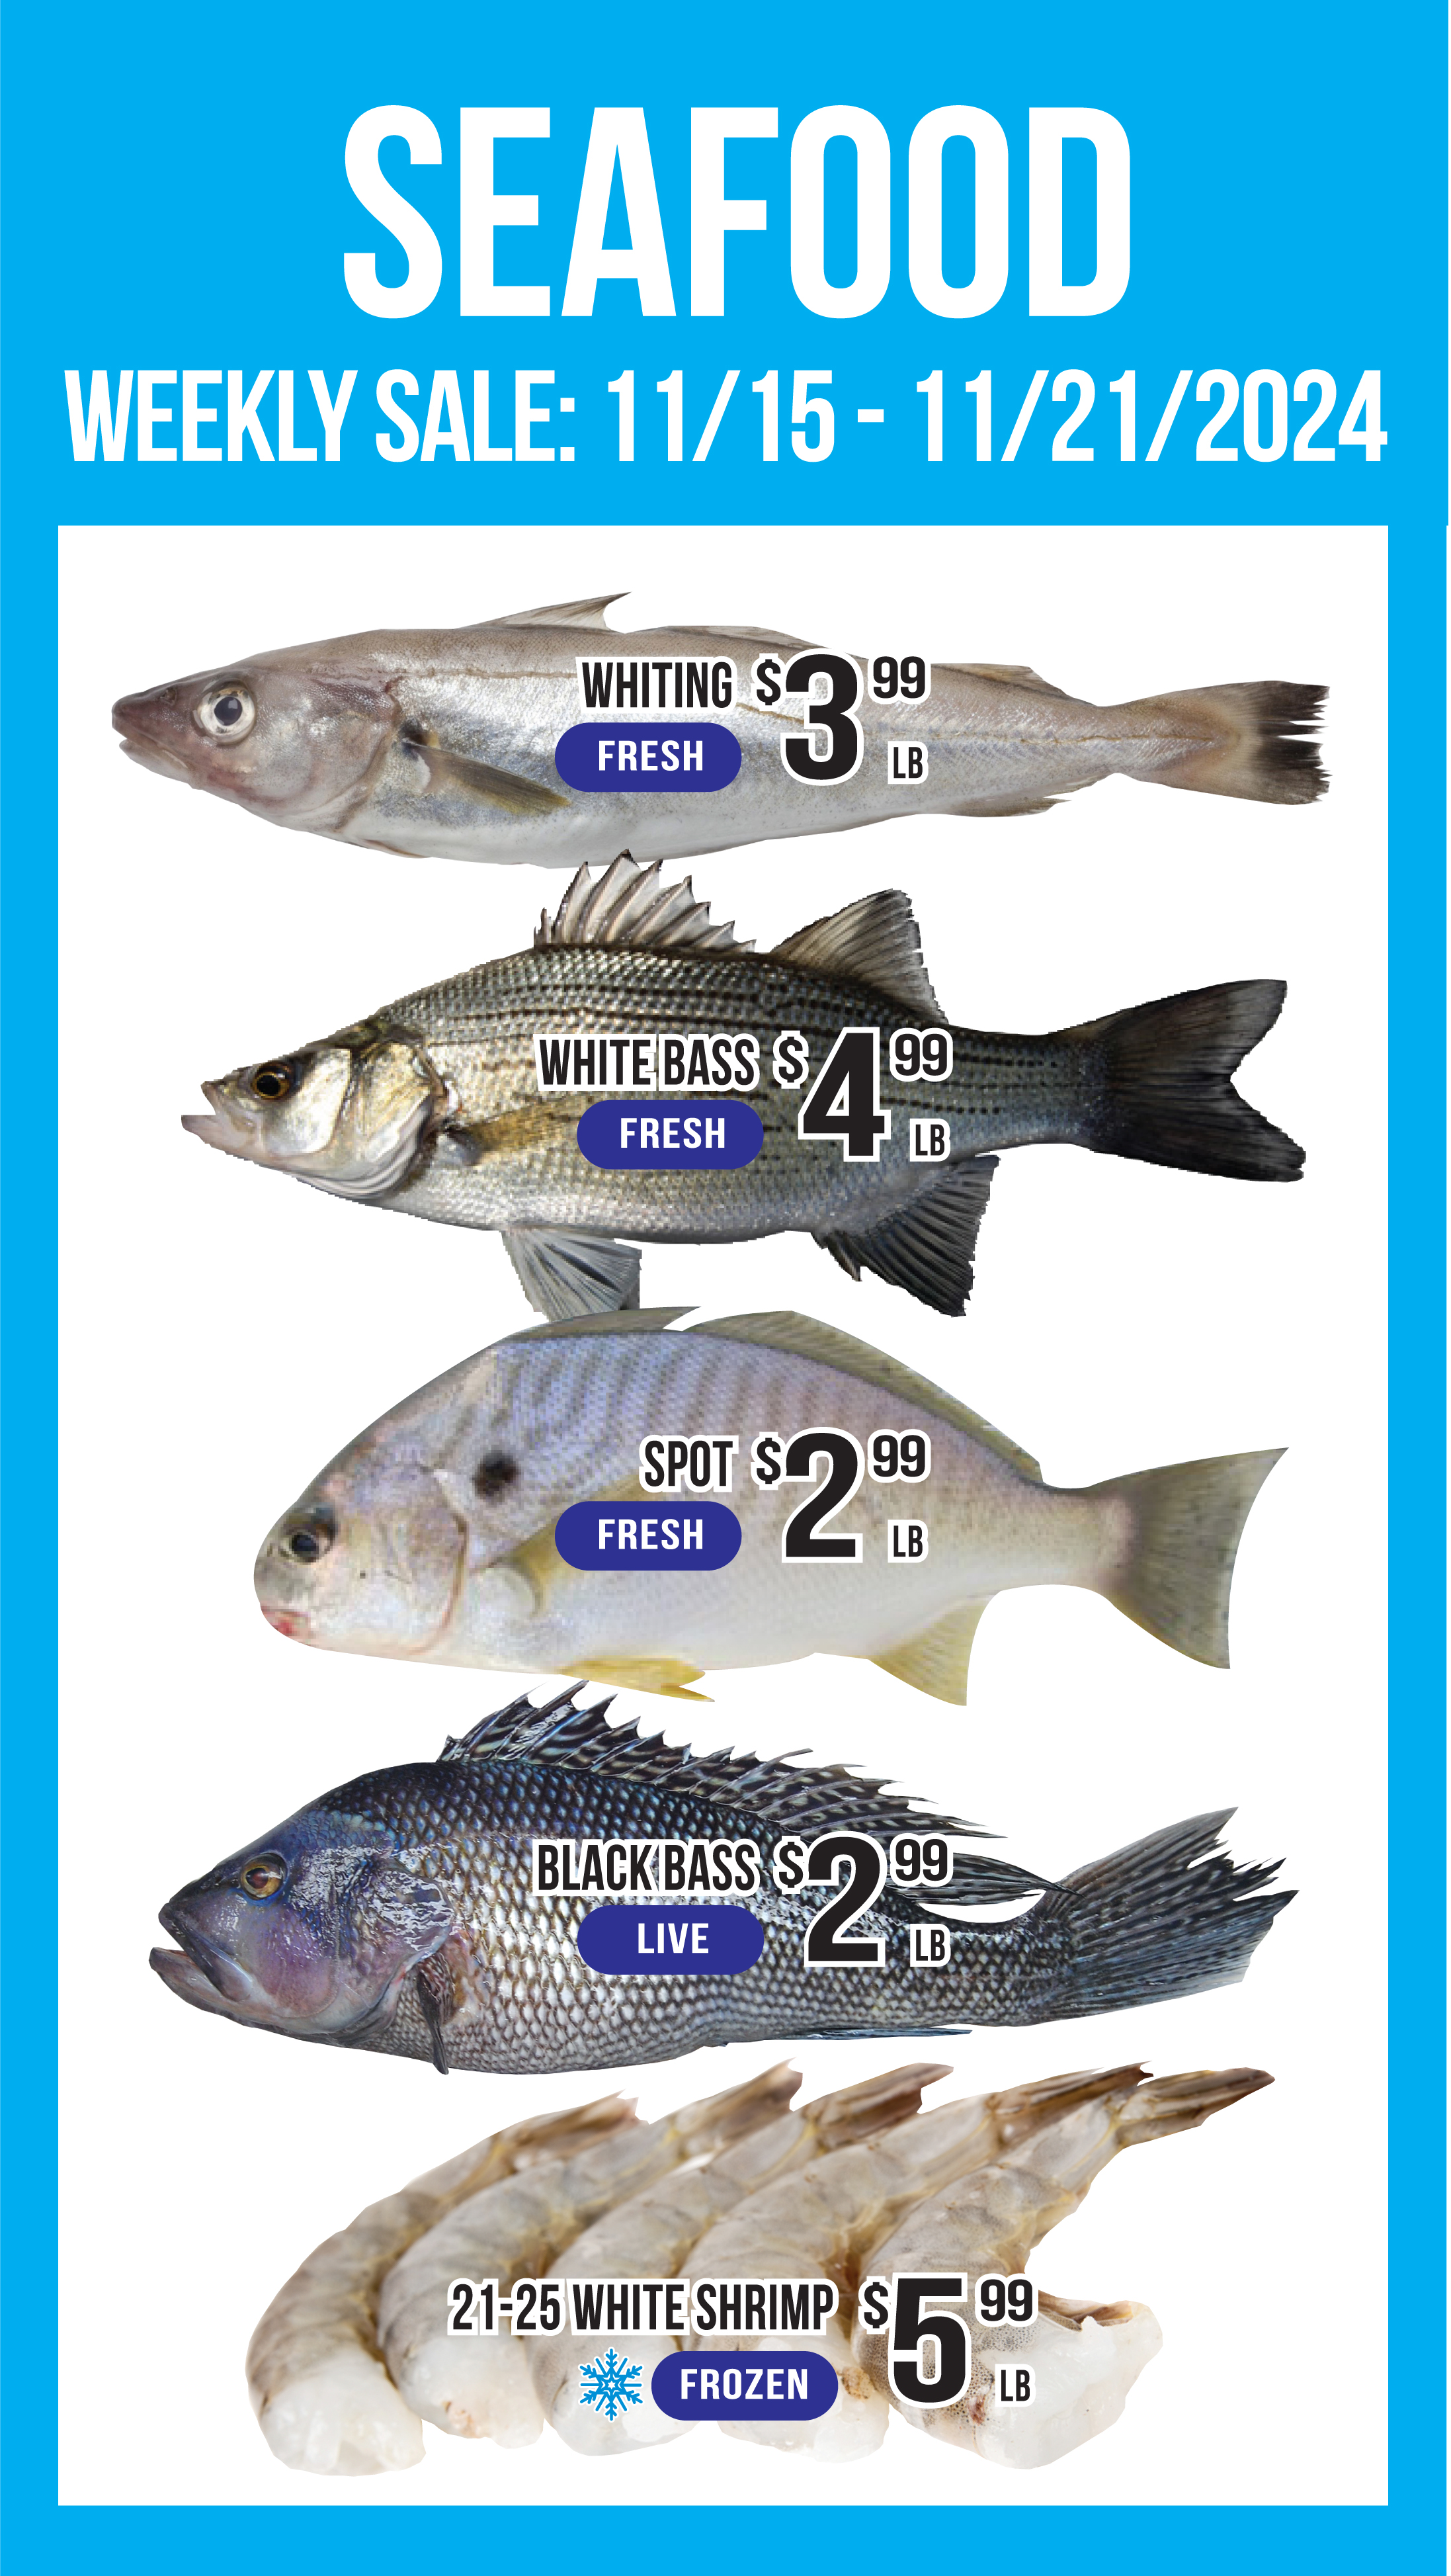 SEAFOOD
WEEKLY SALE: 11/15 - 11/21/2024
WHITING $3 99
FRESH LB
WHITE BASS $4 99
FRESH LB
SPOT $2 99
FRESH LB
BLACK BASS $2 99
LIVE LB
21-25 WHITE SHRIMP $5 99
FROZEN LB